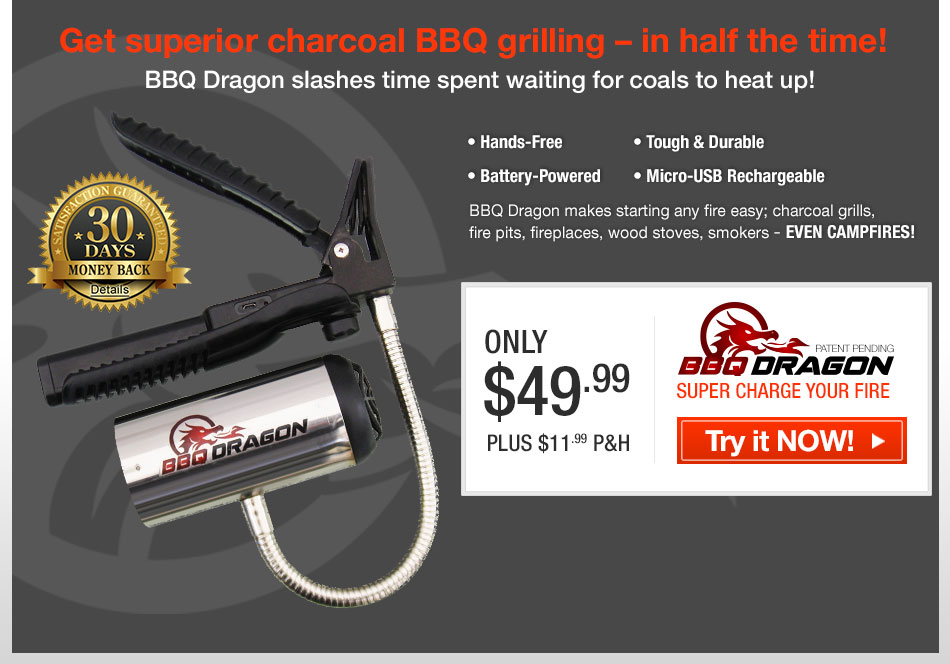 Get superior charcoal BBQ grilling – in half the time!
BBQ Dragon slashes time spent waiting for coals to heat up!
• Hands-Free
• Tough & Durable
• Battery-Powered
• Micro-USB Rechargeable
BBQ Dragon makes starting any fire easy; charcoal grills,
fire pits, fireplaces, wood stoves, smokers - EVEN CAMPFIRES!
SATISFACTION GUARANTEED
30
DAYS
MONEY BACK
Details
BBQ DRAGON
ONLY
$49.99
PLUS $11.99 P&H
PATENT PENDING
BBQ DRAGON
SUPER CHARGE YOUR FIRE
Try it NOW!